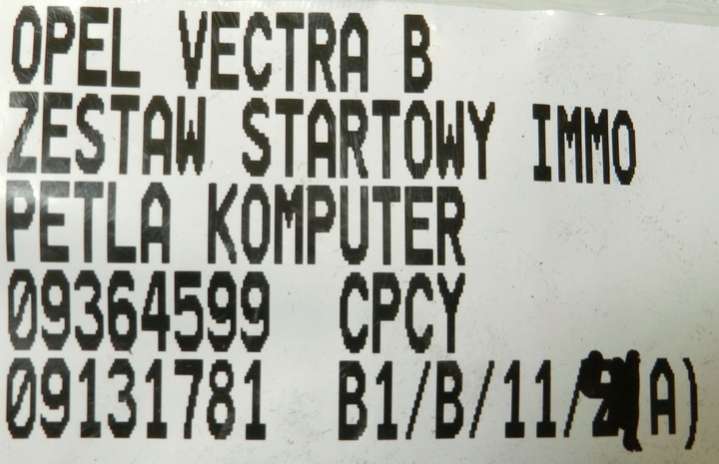 OPEL VECTRA B
ZESTAW STARTOWY IMMO
PETLA KOMPUTER
09364599 CPCY
09131781 B1/B/11/ A)